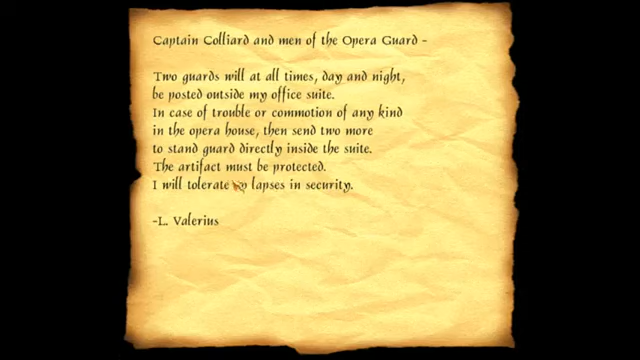 Captain Colliard and men of the Opera Guard -
Two guards will at all times, day and night,
be posted outside my office suite.
In case of trouble or commotion of any kind
in the opera house, then send two more
to stand guard directly inside the suite.
The artifact must be protected.
I will tolerate no lapses in security.
-L. Valerius